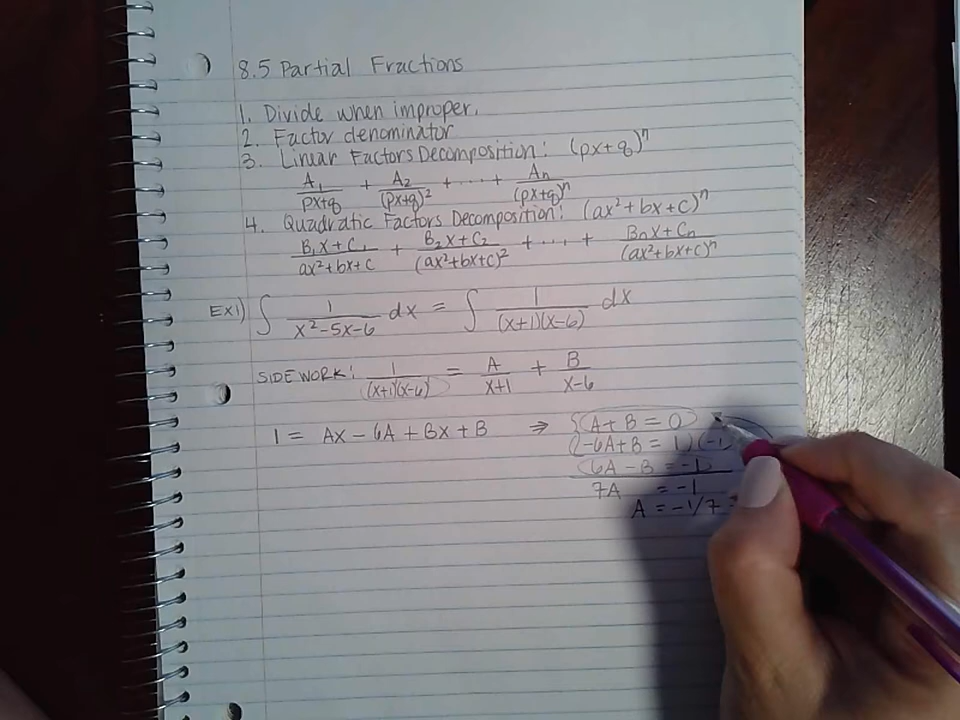 8.5 Partial Fractions
1. Divide when improper.
2. Factor denominator
3. Linear Factors Decomposition: (px+q)^n
A₁/(px+q) + A₂/(px+q)² + ... + Aₙ/(px+q)^n
4. Quadratic Factors Decomposition: (ax²+bx+c)^n
(B₁x+C₁)/(ax²+bx+c) + (B₂x+C₂)/(ax²+bx+c)² + ... + (Bₙx+Cₙ)/(ax²+bx+c)^n
EX1) ∫ 1/(x²-5x-6) dx = ∫ 1/((x+1)(x-6)) dx
SIDEWORK: 1/((x+1)(x-6)) = A/(x+1) + B/(x-6)
1 = Ax - 6A + Bx + B ⇒ { A + B = 0
(-6A+B = 1)(-1)
6A - B = -1
7A = -1
A = -1/7